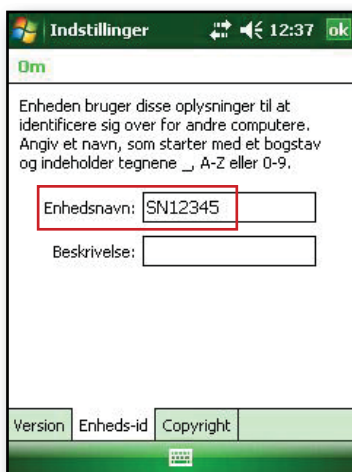 Indstillinger 12:37 ok
Om
Enheden bruger disse oplysninger til at
identificere sig over for andre computere.
Angiv et navn, som starter med et bogstav
og indeholder tegnene _, A-Z eller 0-9.
Enhedsnavn: SN12345
Beskrivelse:
Version Enheds-id Copyright